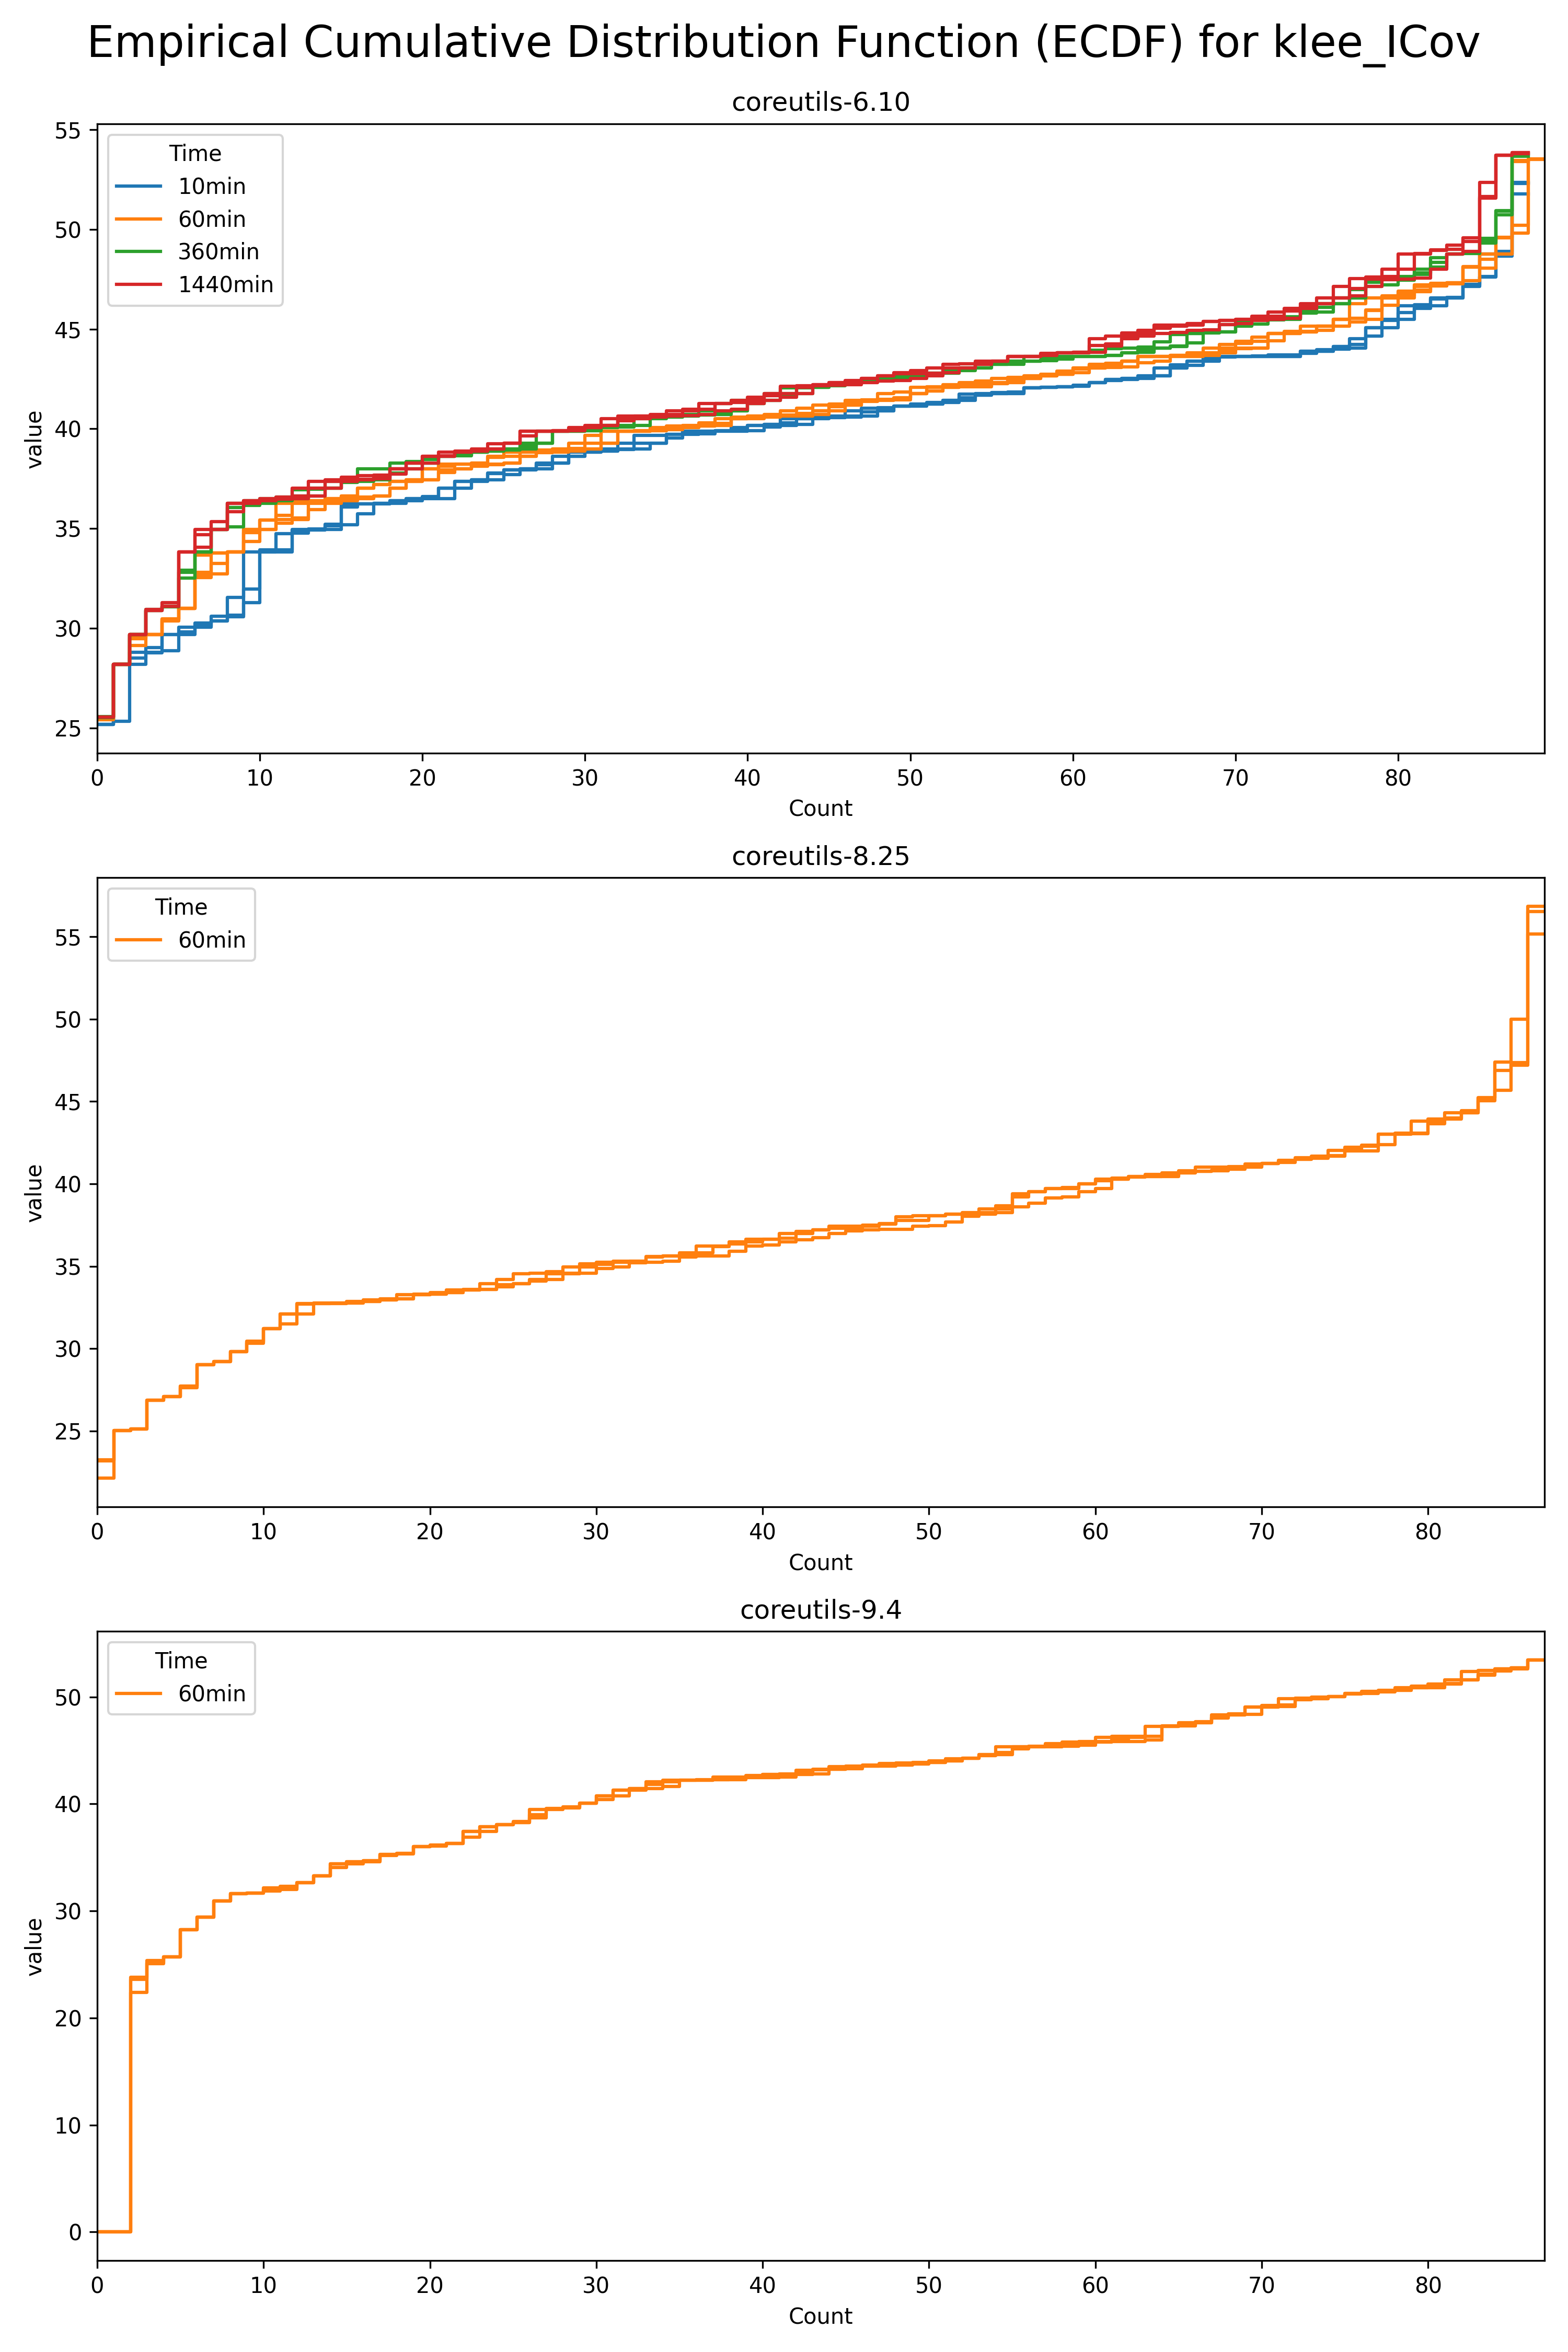 Empirical Cumulative Distribution Function (ECDF) for klee_ICov
coreutils-6.10
Time
10min
60min
360min
1440min
55
50
45
40
35
30
25
value
0 10 20 30 40 50 60 70 80
Count
coreutils-8.25
Time
60min
55
50
45
40
35
30
25
value
0 10 20 30 40 50 60 70 80
Count
coreutils-9.4
Time
60min
50
40
30
20
10
0
value
0 10 20 30 40 50 60 70 80
Count